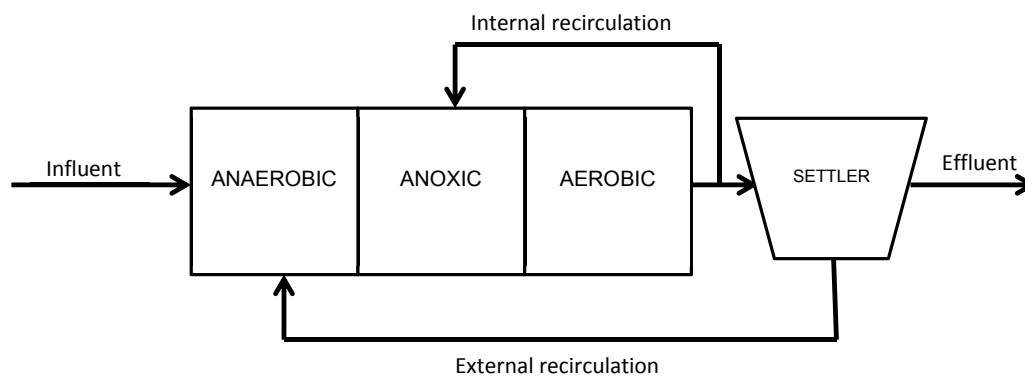 Internal recirculation
Influent
ANAEROBIC
ANOXIC
AEROBIC
SETTLER
Effluent
External recirculation